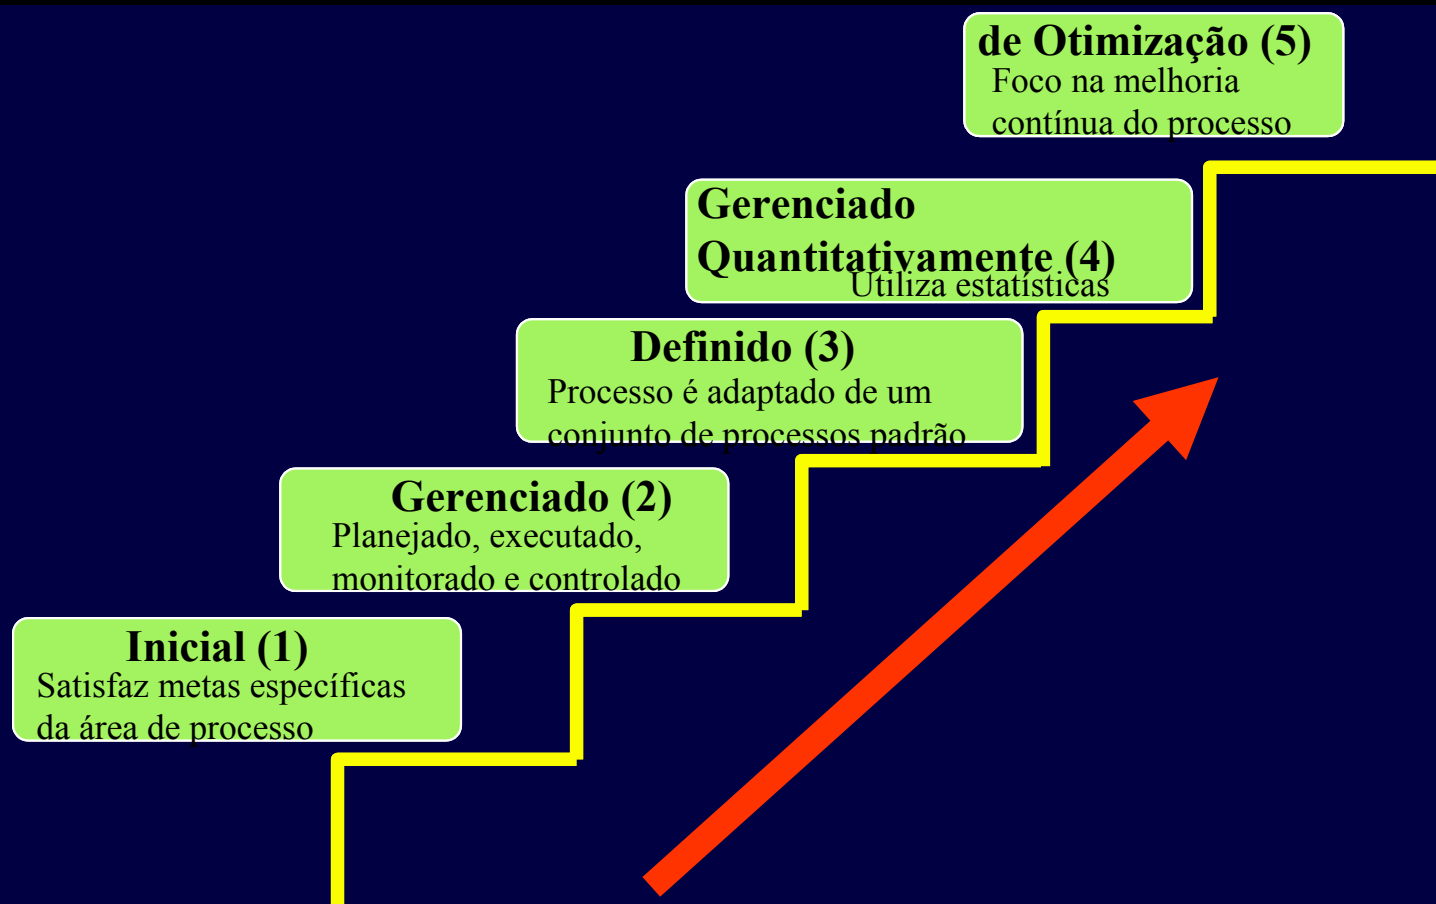 de Otimização (5)
Foco na melhoria
contínua do processo
Gerenciado
Quantitativamente (4)
Utiliza estatísticas
Definido (3)
Processo é adaptado de um
conjunto de processos padrão
Gerenciado (2)
Planejado, executado,
monitorado e controlado
Inicial (1)
Satisfaz metas específicas
da área de processo